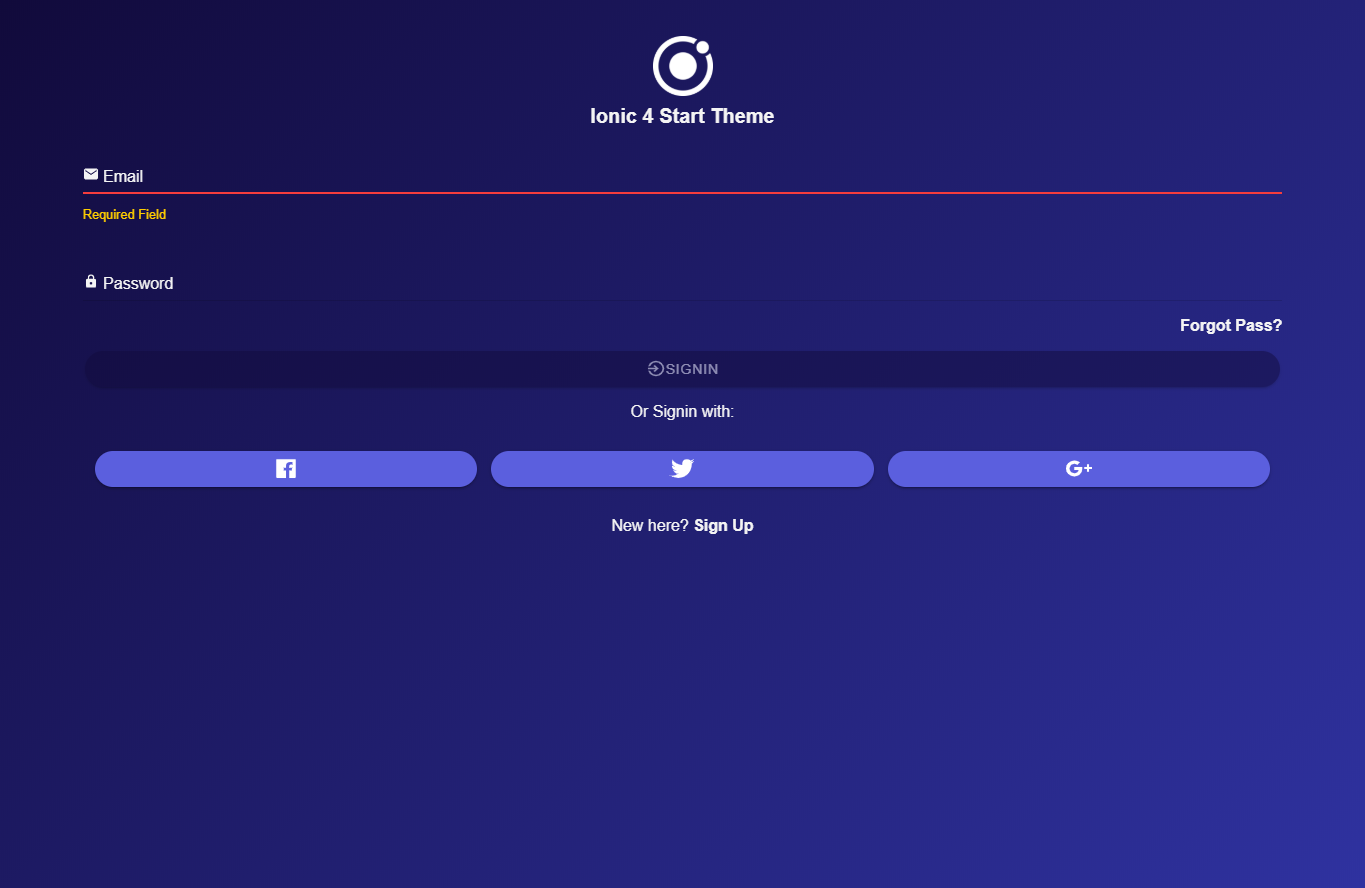 Ionic 4 Start Theme
Email
Required Field
Password
Forgot Pass?
SIGNIN
Or Signin with:
New here? Sign Up